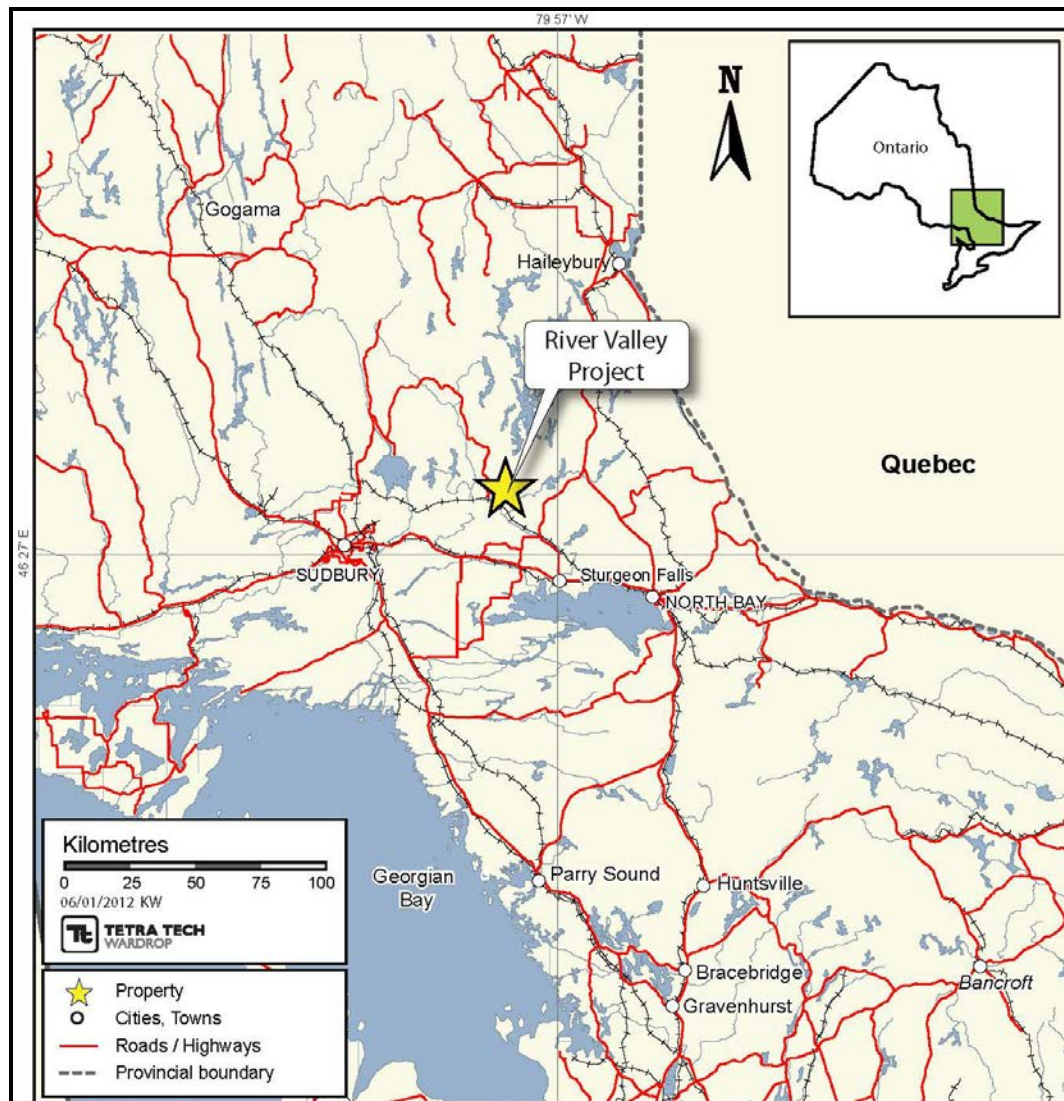 79 57' W
N
Ontario
Gogama
Haileybury
River Valley
Project
Quebec
46 27' E
SUDBURY
Sturgeon Falls
NORTH BAY
Kilometres
0 25 50 75 100
06/01/2012 KW
Tt TETRA TECH
WARDROP
Georgian
Bay
Parry Sound
Huntsville
Bracebridge
Gravenhurst
Bancroft
Property
Cities, Towns
Roads / Highways
Provincial boundary